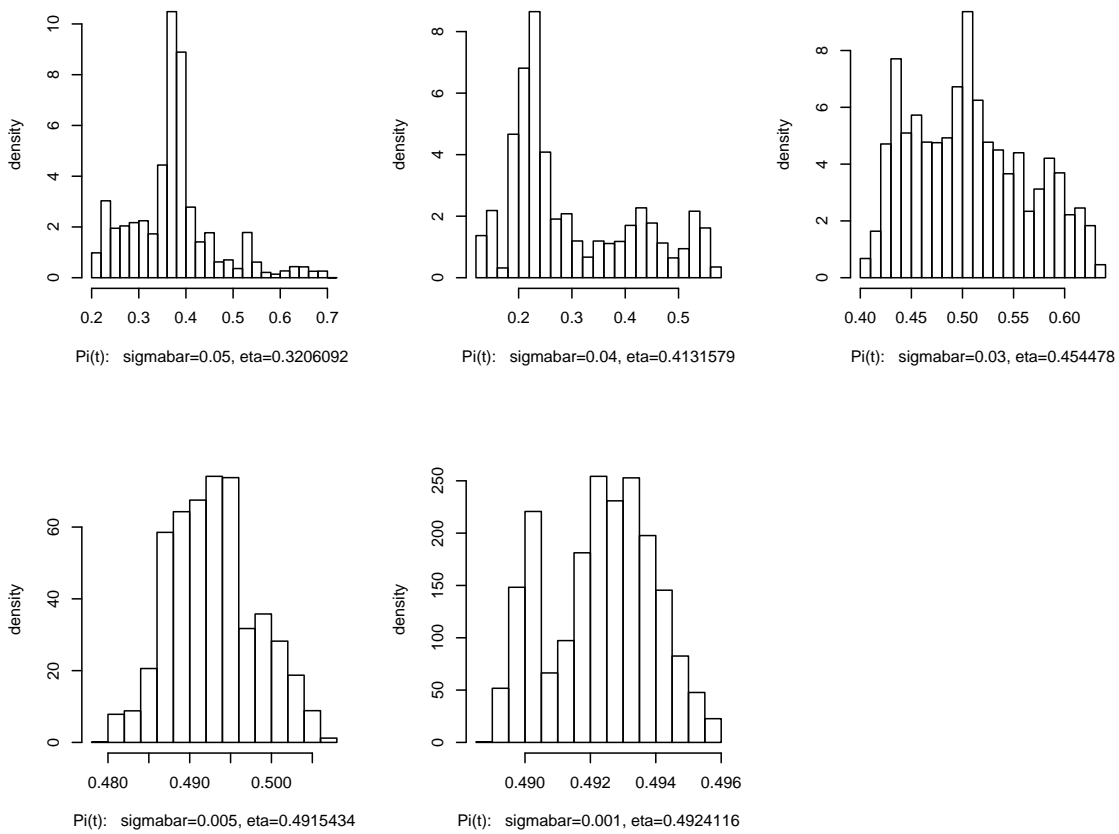 density
10
8
6
4
2
0
0.2 0.3 0.4 0.5 0.6 0.7
Pi(t): sigmabar=0.05, eta=0.3206092
density
8
6
4
2
0
0.2 0.3 0.4 0.5
Pi(t): sigmabar=0.04, eta=0.4131579
density
8
6
4
2
0
0.40 0.45 0.50 0.55 0.60
Pi(t): sigmabar=0.03, eta=0.454478
density
60
40
20
0
0.480 0.490 0.500
Pi(t): sigmabar=0.005, eta=0.4915434
density
250
200
150
100
50
0
0.490 0.492 0.494 0.496
Pi(t): sigmabar=0.001, eta=0.4924116